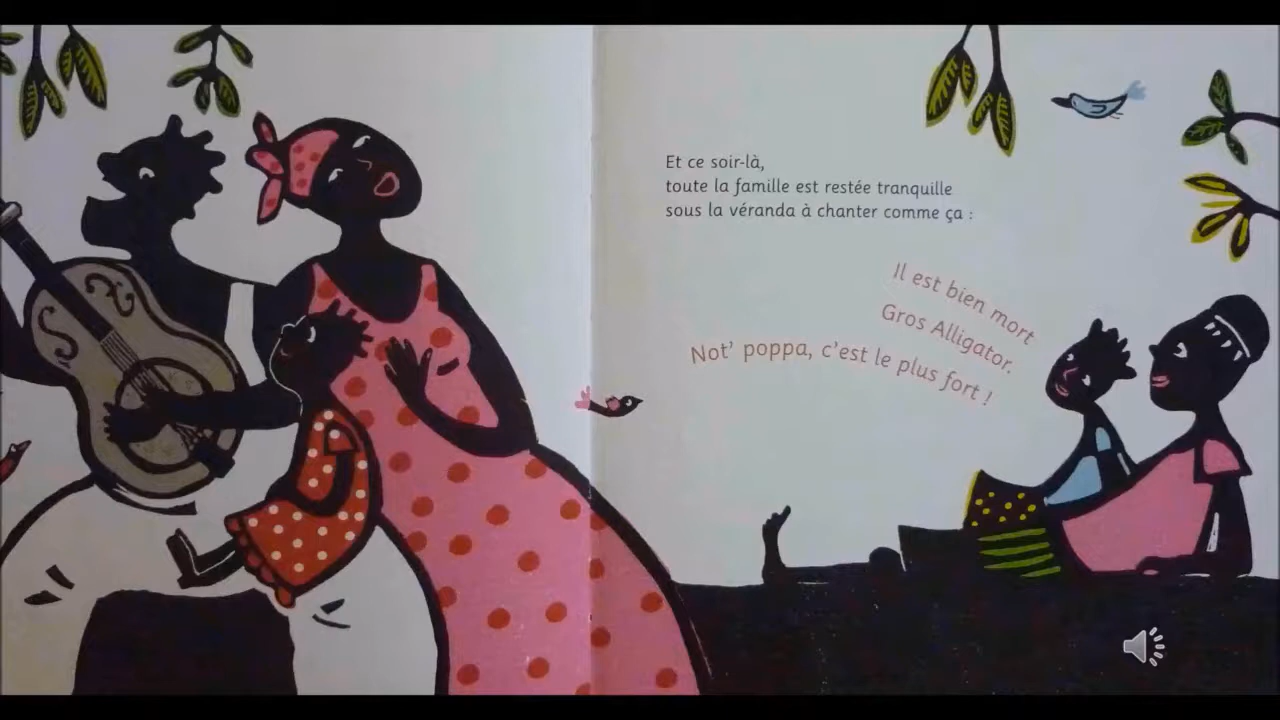 Et ce soir-là,
toute la famille est restée tranquille
sous la véranda à chanter comme ça :
Il est bien mort
Gros Alligator.
Not' poppa, c'est le plus fort !